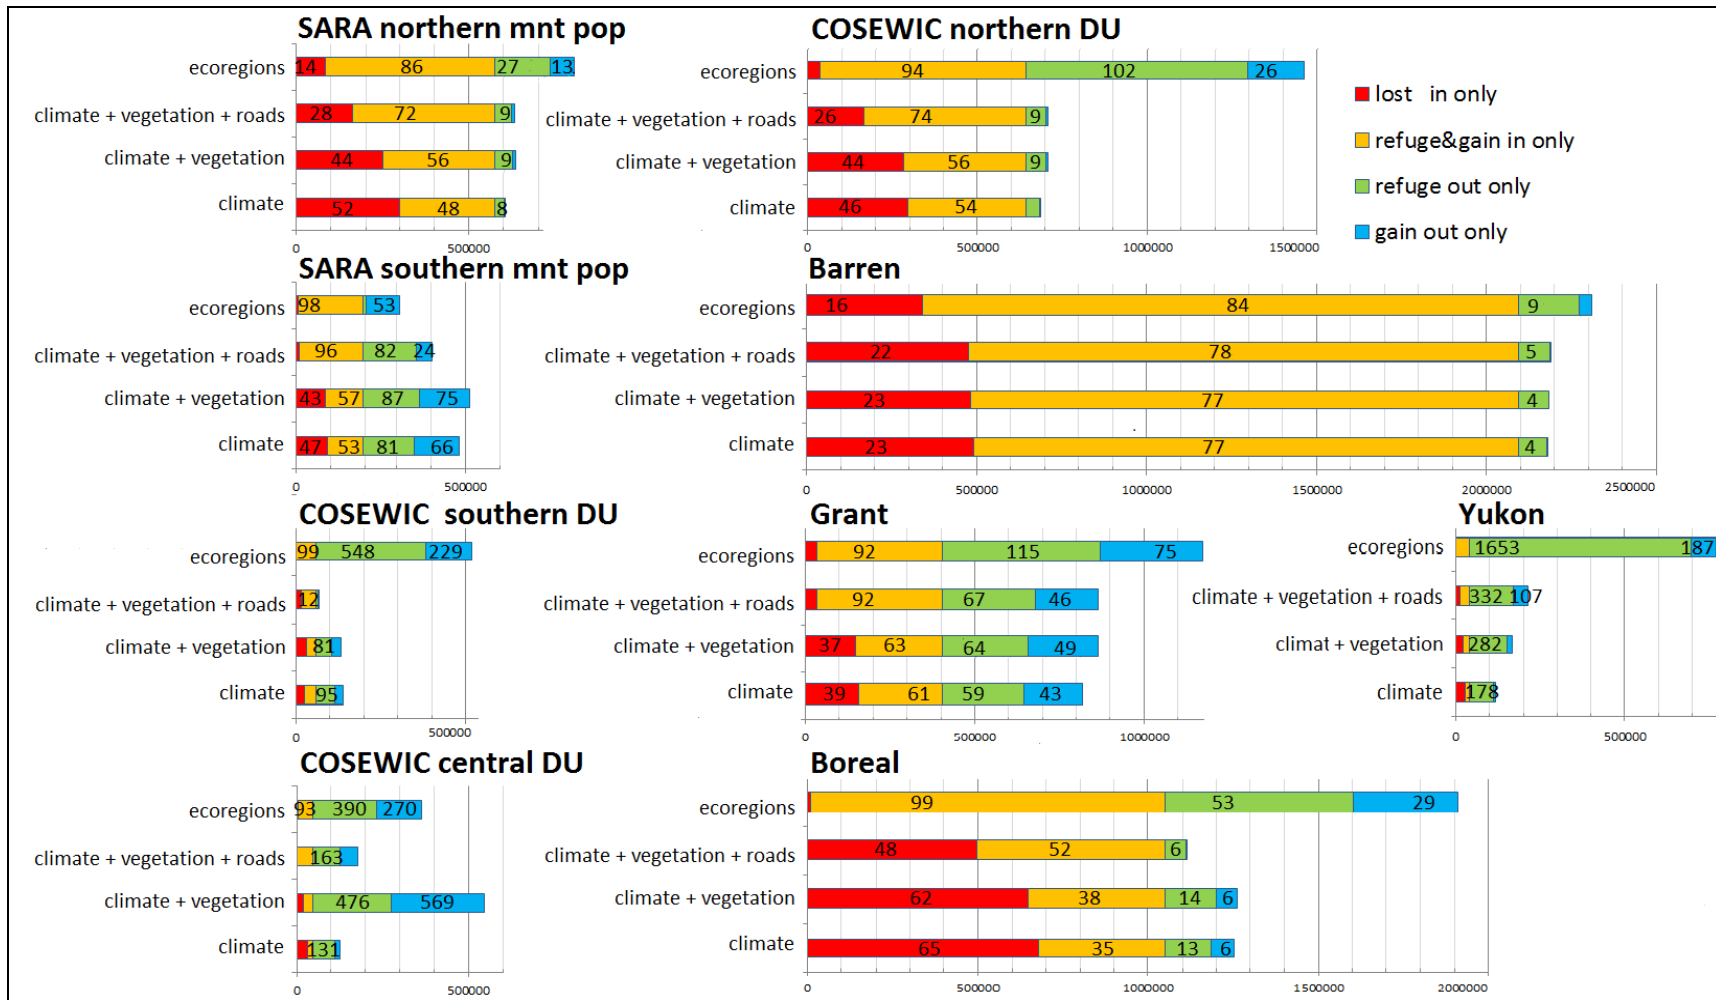 SARA northern mnt pop
ecoregions 14 86 27 13
climate + vegetation + roads 28 72 9
climate + vegetation 44 56 9
climate 52 48 8
0 500000
COSEWIC northern DU
ecoregions 94 102 26
climate + vegetation + roads 26 74 9
climate + vegetation 44 56 9
climate 46 54
0 500000 1000000 1500000
lost in only
refuge&gain in only
refuge out only
gain out only
SARA southern mnt pop
ecoregions 98 53
climate + vegetation + roads 96 82 24
climate + vegetation 43 57 87 75
climate 47 53 81 66
0 500000
Barren
ecoregions 16 84 9
climate + vegetation + roads 22 78 5
climate + vegetation 23 77 4
climate 23 77 4
0 500000 1000000 1500000 2000000 2500000
COSEWIC southern DU
ecoregions 99 548 229
climate + vegetation + roads 12
climate + vegetation 81
climate 95
0 500000
Grant
ecoregions 92 115 75
climate + vegetation + roads 92 67 46
climate + vegetation 37 63 64 49
climate 39 61 59 43
0 500000 1000000
Yukon
ecoregions 1653 187
climate + vegetation + roads 332 107
climat + vegetation 282
climate 178
0 500000
COSEWIC central DU
ecoregions 93 390 270
climate + vegetation + roads 163
climate + vegetation 476 569
climate 131
0 500000
Boreal
ecoregions 99 53 29
climate + vegetation + roads 48 52 6
climate + vegetation 62 38 14 6
climate 65 35 13 6
0 500000 1000000 1500000 2000000